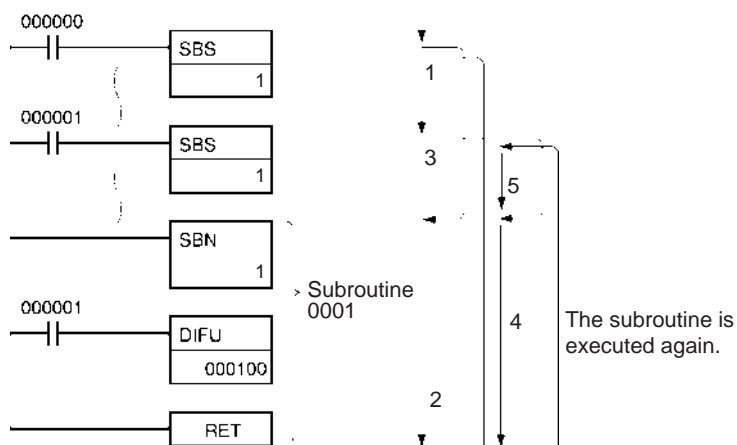 000000
SBS
1
1
000001
SBS
3
1
5
SBN
1
Subroutine
0001
000001
DIFU
4
The subroutine is
executed again.
000100
2
RET